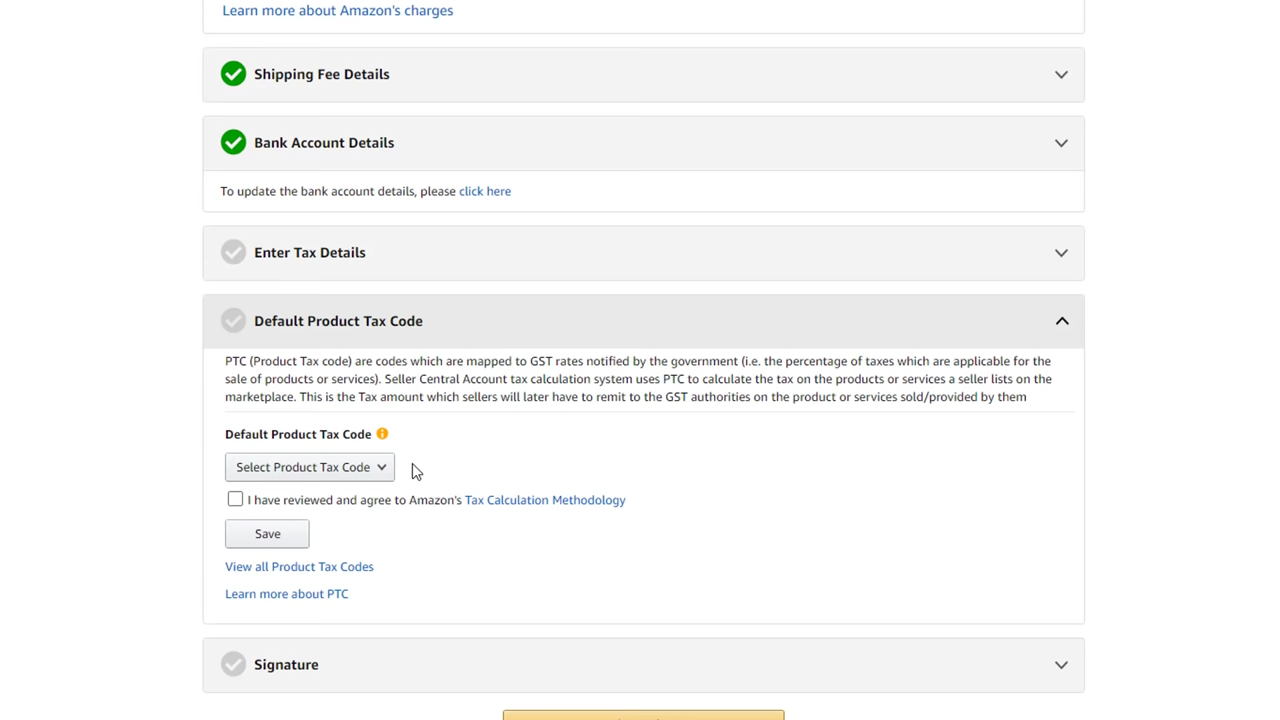 Learn more about Amazon's charges
Shipping Fee Details
Bank Account Details
To update the bank account details, please click here
Enter Tax Details
Default Product Tax Code
PTC (Product Tax code) are codes which are mapped to GST rates notified by the government (i.e. the percentage of taxes which are applicable for the
sale of products or services). Seller Central Account tax calculation system uses PTC to calculate the tax on the products or services a seller lists on the
marketplace. This is the Tax amount which sellers will later have to remit to the GST authorities on the product or services sold/provided by them
Default Product Tax Code
Select Product Tax Code
I have reviewed and agree to Amazon's Tax Calculation Methodology
Save
View all Product Tax Codes
Learn more about PTC
Signature